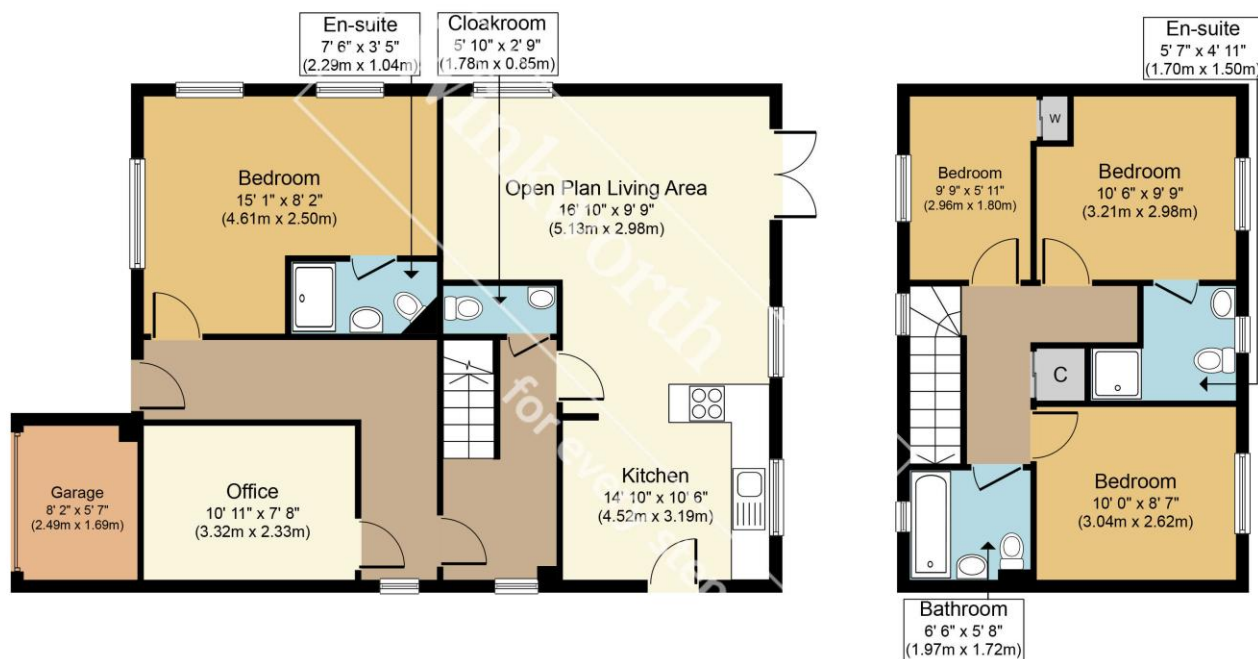 En-suite
7' 6" x 3' 5"
(2.29m x 1.04m)
Cloakroom
5' 10" x 2' 9"
(1.78m x 0.85m)
En-suite
5' 7" x 4' 11"
(1.70m x 1.50m)
Bedroom
15' 1" x 8' 2"
(4.61m x 2.50m)
Open Plan Living Area
16' 10" x 9' 9"
(5.13m x 2.98m)
Garage
8' 2" x 5' 7"
(2.49m x 1.69m)
Office
10' 11" x 7' 8"
(3.32m x 2.33m)
Kitchen
14' 10" x 10' 6"
(4.52m x 3.19m)
Winkworth
for every step
W
Bedroom
9' 9" x 5' 11"
(2.96m x 1.80m)
Bedroom
10' 6" x 9' 9"
(3.21m x 2.98m)
C
Bedroom
10' 0" x 8' 7"
(3.04m x 2.62m)
Bathroom
6' 6" x 5' 8"
(1.97m x 1.72m)